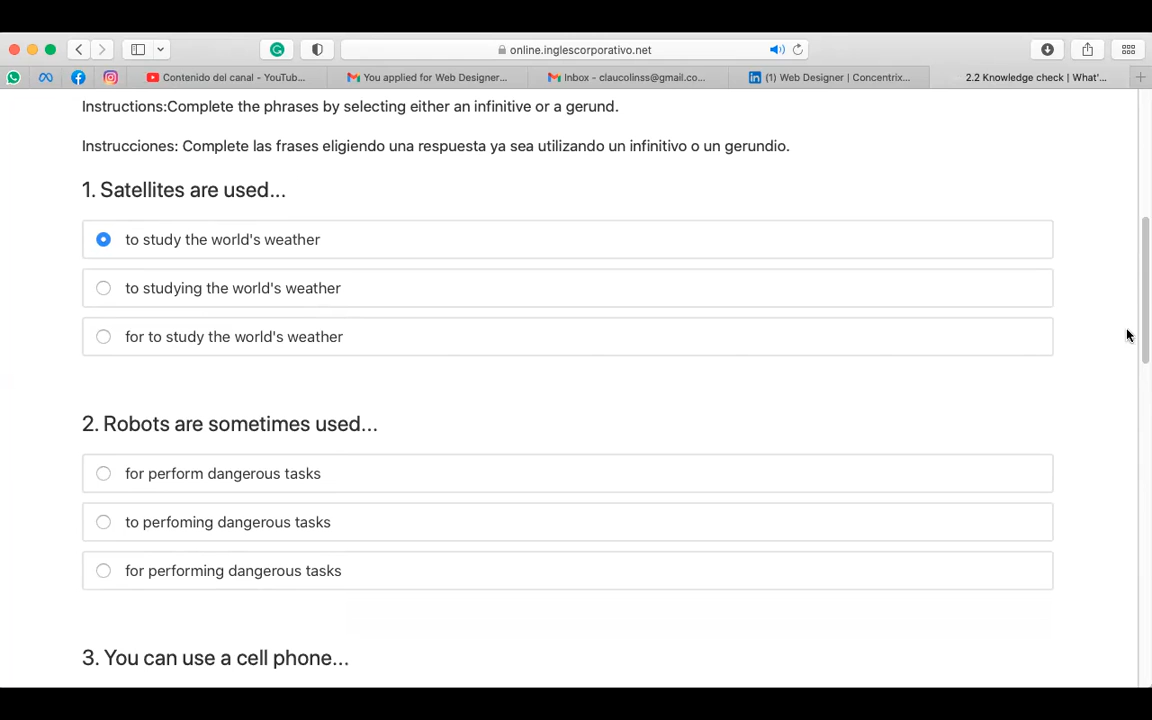 online.inglescorporativo.net
Contenido del canal - YouTub...
You applied for Web Designer...
Inbox - claucolinss@gmail.co...
(1) Web Designer | Concentrix...
2.2 Knowledge check | What'...
Instructions:Complete the phrases by selecting either an infinitive or a gerund.
Instrucciones: Complete las frases eligiendo una respuesta ya sea utilizando un infinitivo o un gerundio.
1. Satellites are used...
to study the world's weather
to studying the world's weather
for to study the world's weather
2. Robots are sometimes used...
for perform dangerous tasks
to perfoming dangerous tasks
for performing dangerous tasks
3. You can use a cell phone...